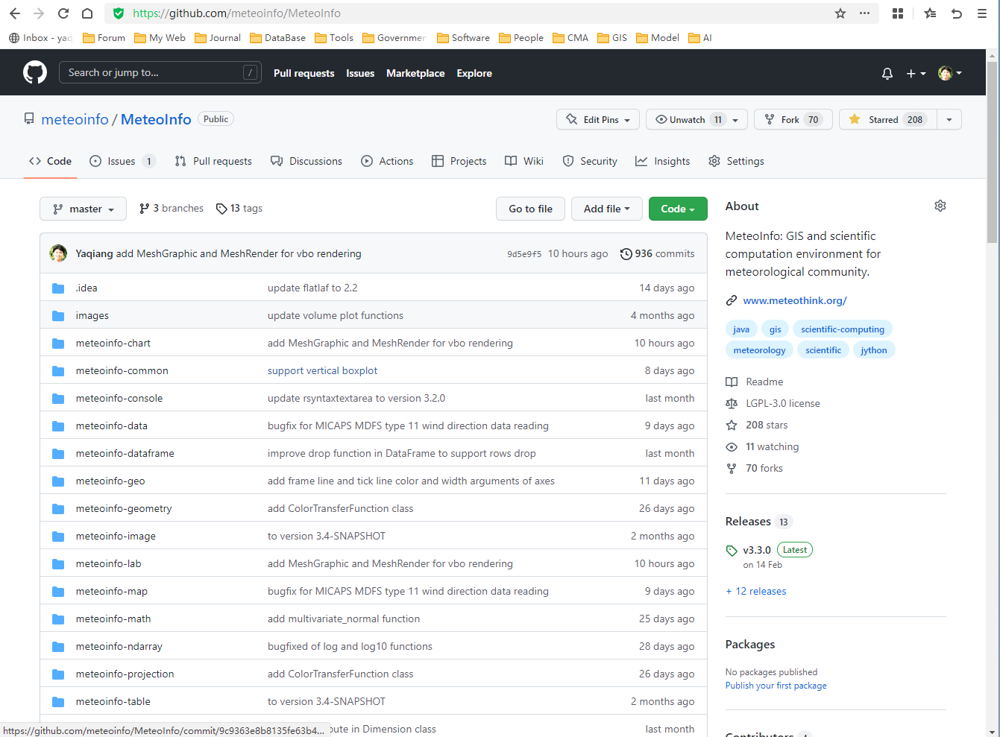 https://github.com/meteoinfo/MeteoInfo
Inbox - yaq Forum My Web Journal DataBase Tools Governmen Software People CMA GIS Model AI
Search or jump to... / Pull requests Issues Marketplace Explore
meteoinfo / MeteoInfo Public Edit Pins Unwatch 11 Fork 70 Starred 208
Code Issues 1 Pull requests Discussions Actions Projects Wiki Security Insights Settings
master 3 branches 13 tags Go to file Add file Code
Yaqiang add MeshGraphic and MeshRender for vbo rendering 9d5e9f5 10 hours ago 936 commits
.idea update flatlaf to 2.2 14 days ago
images update volume plot functions 4 months ago
meteoinfo-chart add MeshGraphic and MeshRender for vbo rendering 10 hours ago
meteoinfo-common support vertical boxplot 8 days ago
meteoinfo-console update rsyntaxtextarea to version 3.2.0 last month
meteoinfo-data bugfix for MICAPS MDFS type 11 wind direction data reading 9 days ago
meteoinfo-dataframe improve drop function in DataFrame to support rows drop last month
meteoinfo-geo add frame line and tick line color and width arguments of axes 11 days ago
meteoinfo-geometry add ColorTransferFunction class 26 days ago
meteoinfo-image to version 3.4-SNAPSHOT 2 months ago
meteoinfo-lab add MeshGraphic and MeshRender for vbo rendering 10 hours ago
meteoinfo-map bugfix for MICAPS MDFS type 11 wind direction data reading 9 days ago
meteoinfo-math add multivariate_normal function 25 days ago
meteoinfo-ndarray bugfixed of log and log10 functions 28 days ago
meteoinfo-projection add ColorTransferFunction class 26 days ago
meteoinfo-table to version 3.4-SNAPSHOT 2 months ago
https://github.com/meteoinfo/MeteoInfo/commit/9c9363e8b8135fe63b4... bute in Dimension class last month
About
MeteoInfo: GIS and scientific
computation environment for
meteorological community.
www.meteothink.org/
java gis scientific-computing
meteorology scientific jython
Readme
LGPL-3.0 license
208 stars
11 watching
70 forks
Releases 13
v3.3.0 Latest
on 14 Feb
+ 12 releases
Packages
No packages published
Publish your first package
Contributors 4